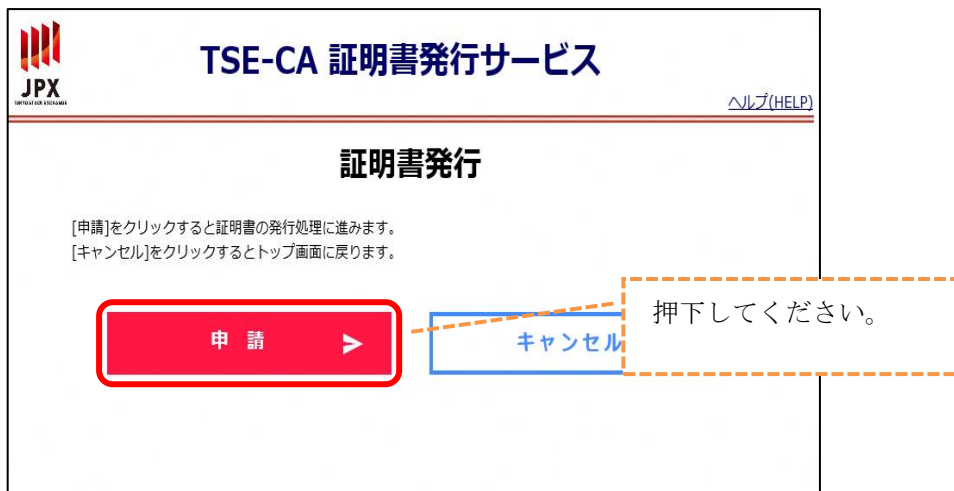 JPX
TOKYO STOCK EXCHANGE
TSE-CA 証明書発行サービス
ヘルプ(HELP)
証明書発行
[申請]をクリックすると証明書の発行処理に進みます。
[キャンセル]をクリックするとトップ画面に戻ります。
申 請
キャンセル
押下してください。